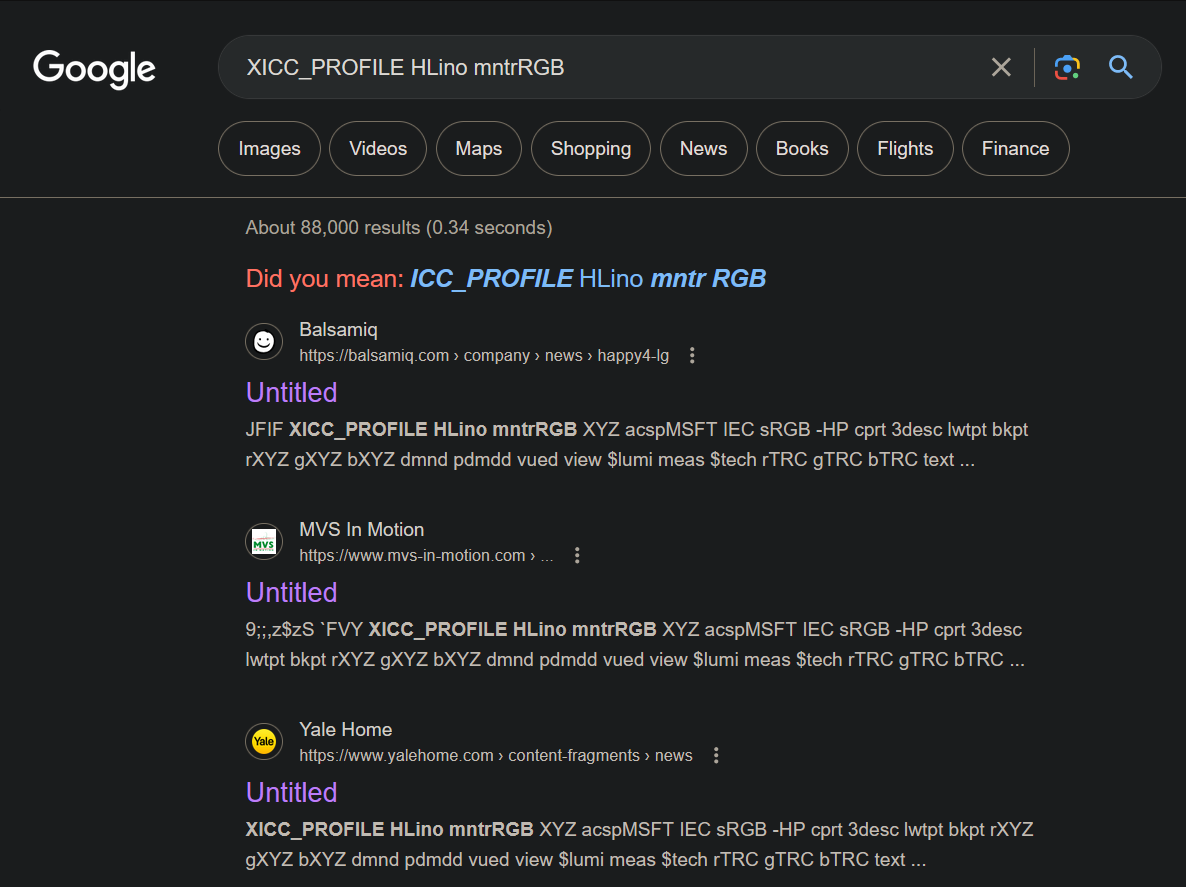 Google
XICC_PROFILE HLino mntrRGB
Images Videos Maps Shopping News Books Flights Finance
About 88,000 results (0.34 seconds)
Did you mean: ICC_PROFILE HLino mntr RGB
Balsamiq
https://balsamiq.com › company › news › happy4-lg
Untitled
JFIF XICC_PROFILE HLino mntrRGB XYZ acspMSFT IEC sRGB -HP cprt 3desc lwtpt bkpt
rXYZ gXYZ bXYZ dmnd pdmdd vued view $lumi meas $tech rTRC gTRC bTRC text ...
MVS In Motion
MVS
https://www.mvs-in-motion.com › ...
Untitled
9;;,z$zS `FVY XICC_PROFILE HLino mntrRGB XYZ acspMSFT IEC sRGB -HP cprt 3desc
lwtpt bkpt rXYZ gXYZ bXYZ dmnd pdmdd vued view $lumi meas $tech rTRC gTRC bTRC ...
Yale Home
Yale
https://www.yalehome.com › content-fragments › news
Untitled
XICC_PROFILE HLino mntrRGB XYZ acspMSFT IEC sRGB -HP cprt 3desc lwtpt bkpt rXYZ
gXYZ bXYZ dmnd pdmdd vued view $lumi meas $tech rTRC gTRC bTRC text ...